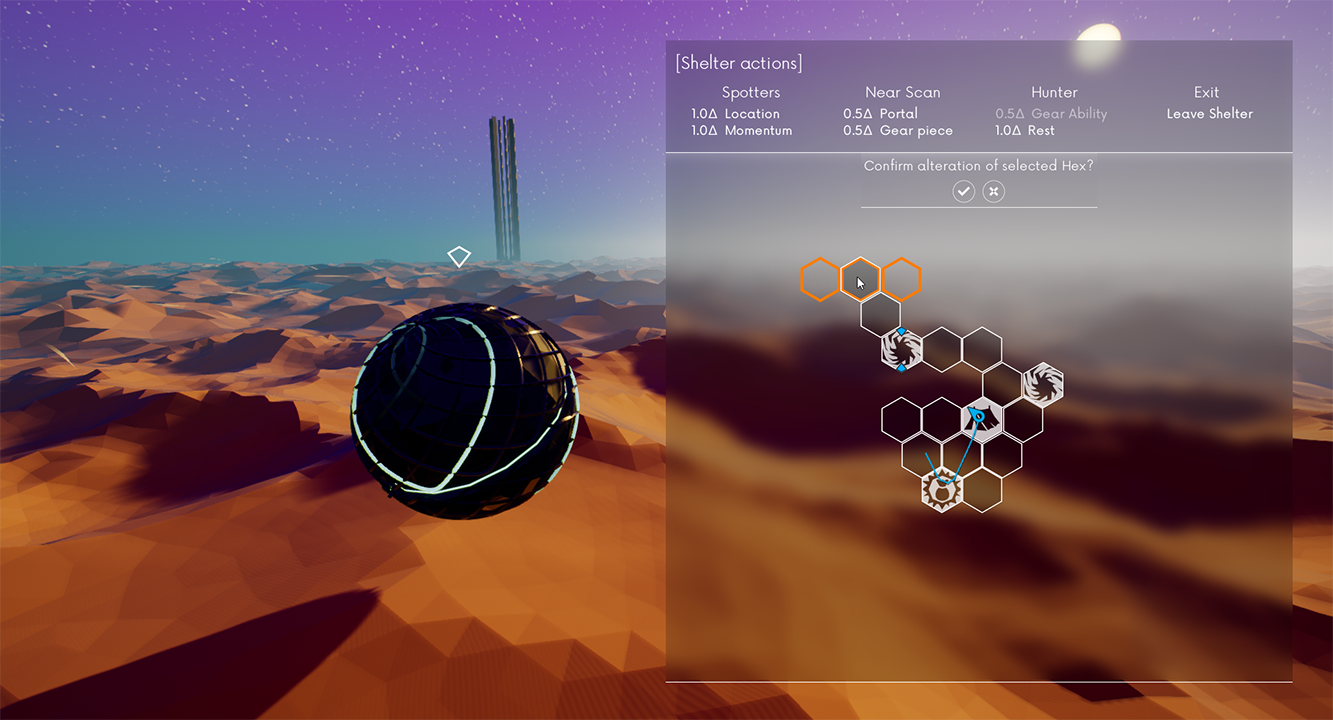 [Shelter actions]
Spotters
1.0Δ Location
1.0Δ Momentum
Near Scan
0.5Δ Portal
0.5Δ Gear piece
Hunter
0.5Δ Gear Ability
1.0Δ Rest
Exit
Leave Shelter
Confirm alteration of selected Hex?